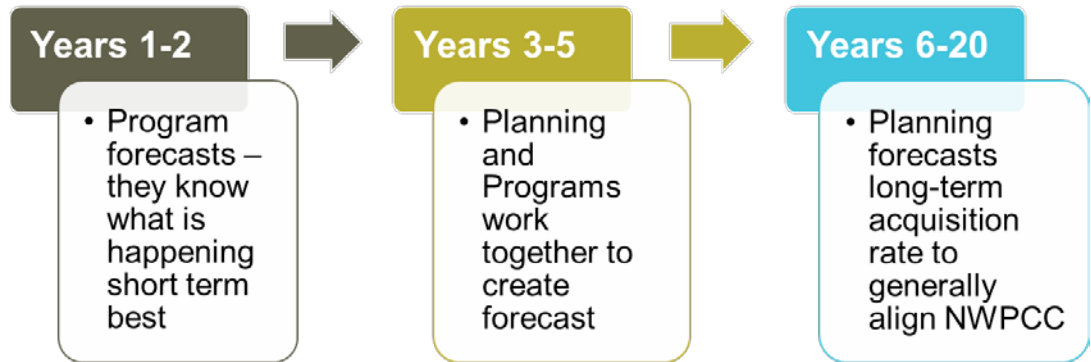 Years 1-2
• Program
forecasts –
they know
what is
happening
short term
best
Years 3-5
• Planning
and
Programs
work
together to
create
forecast
Years 6-20
• Planning
forecasts
long-term
acquisition
rate to
generally
align NWPCC